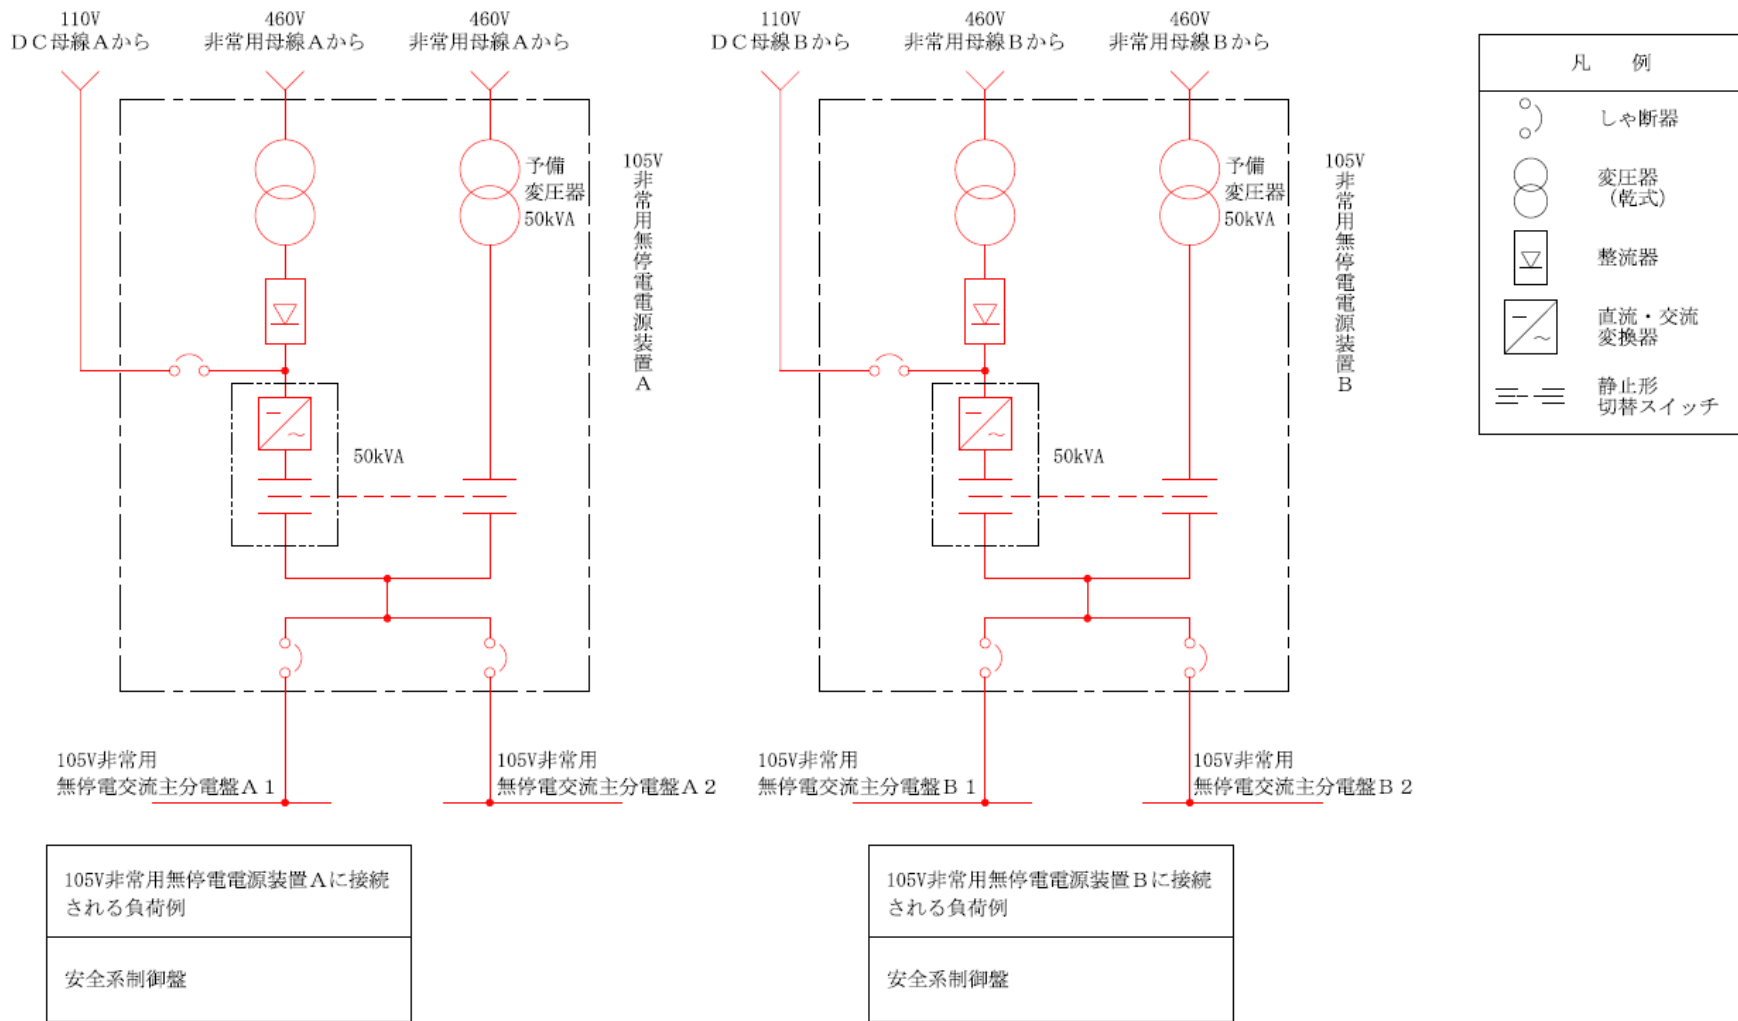 110V
DC母線Aから
460V
非常用母線Aから
460V
非常用母線Aから
予備
変圧器
50kVA
105V非常用無停電電源装置A
50kVA
105V非常用
無停電交流主分電盤A1
105V非常用
無停電交流主分電盤A2
105V非常用無停電電源装置Aに接続
される負荷例
安全系制御盤
110V
DC母線Bから
460V
非常用母線Bから
460V
非常用母線Bから
予備
変圧器
50kVA
105V非常用無停電電源装置B
50kVA
105V非常用
無停電交流主分電盤B1
105V非常用
無停電交流主分電盤B2
105V非常用無停電電源装置Bに接続
される負荷例
安全系制御盤
凡 例
しゃ断器
変圧器
(乾式)
整流器
直流・交流
変換器
静止形
切替スイッチ